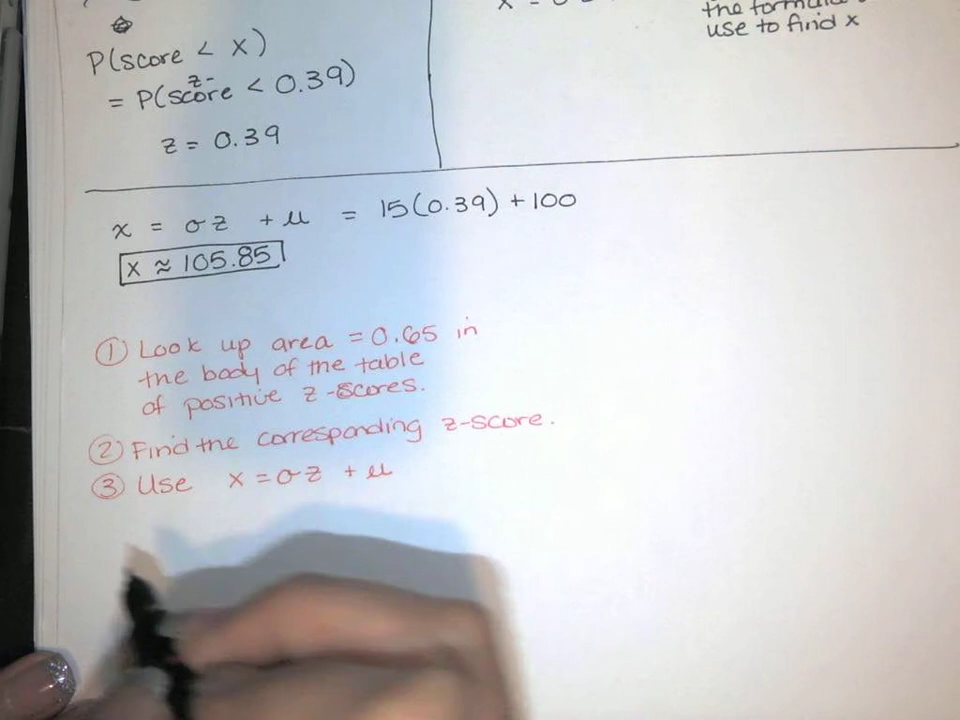 P(score < x)
z-
= P(score < 0.39)
z = 0.39
the formula
use to find x
x = σz + μ = 15(0.39) + 100
x ≈ 105.85
① Look up area = 0.65 in
the body of the table
of positive z-scores.
② Find the corresponding z-score.
③ Use x = σz + μ